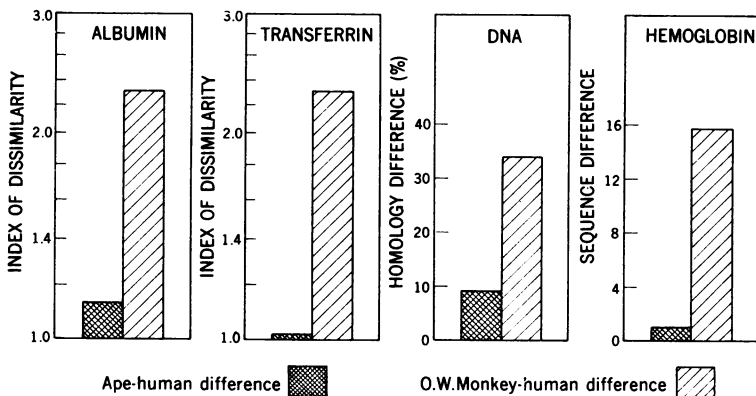 ALBUMIN
INDEX OF DISSIMILARITY
3.0
2.0
1.4
1.0
TRANSFERRIN
INDEX OF DISSIMILARITY
3.0
2.0
1.4
1.0
DNA
HOMOLOGY DIFFERENCE (%)
40
30
20
10
0
HEMOGLOBIN
SEQUENCE DIFFERENCE
16
12
8
4
0
Ape-human difference
O.W.Monkey-human difference